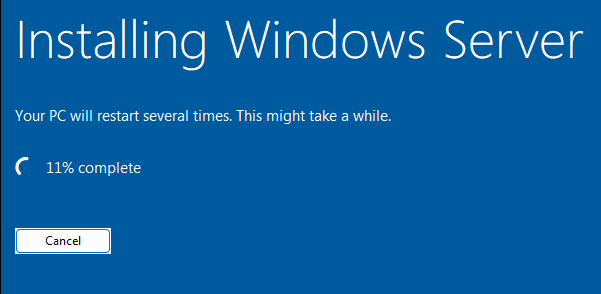 Installing Windows Server
Your PC will restart several times. This might take a while.
11% complete
Cancel